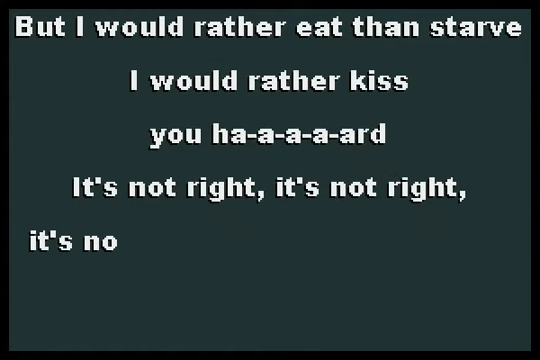 But I would rather eat than starve
I would rather kiss
you ha-a-a-a-ard
It's not right, it's not right,
it's no